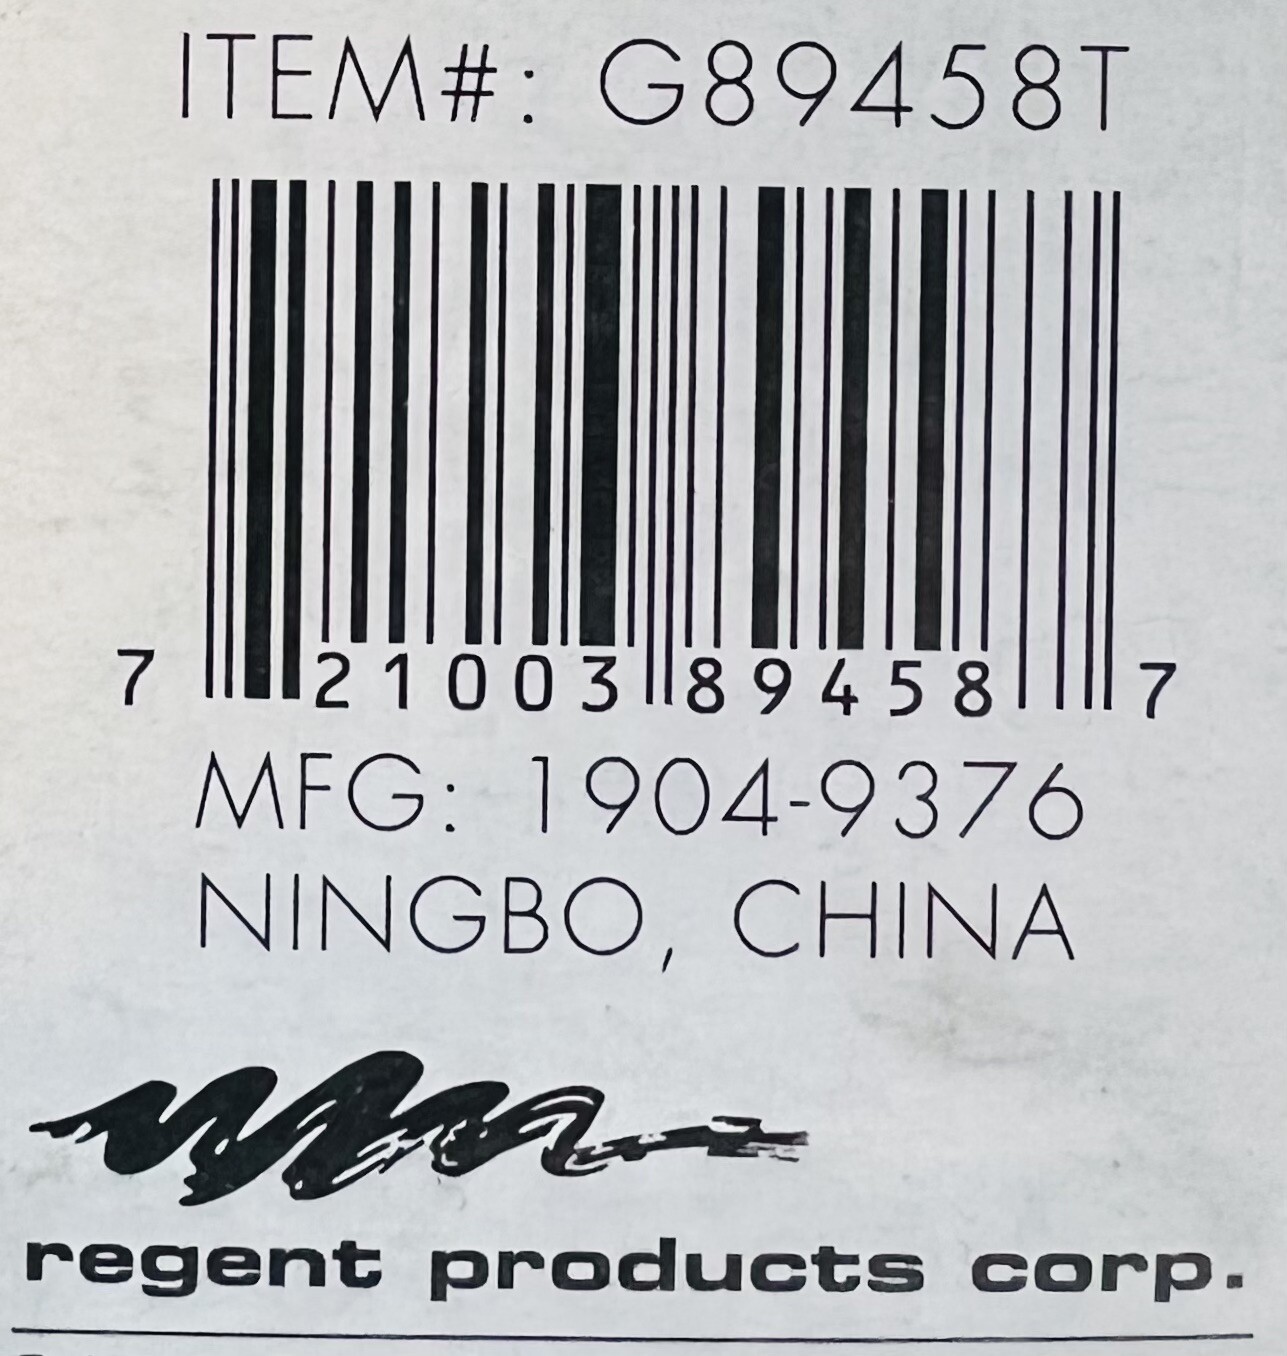 ITEM#: G89458T
7 21003 89458 7
MFG: 1904-9376
NINGBO, CHINA
regent products corp.